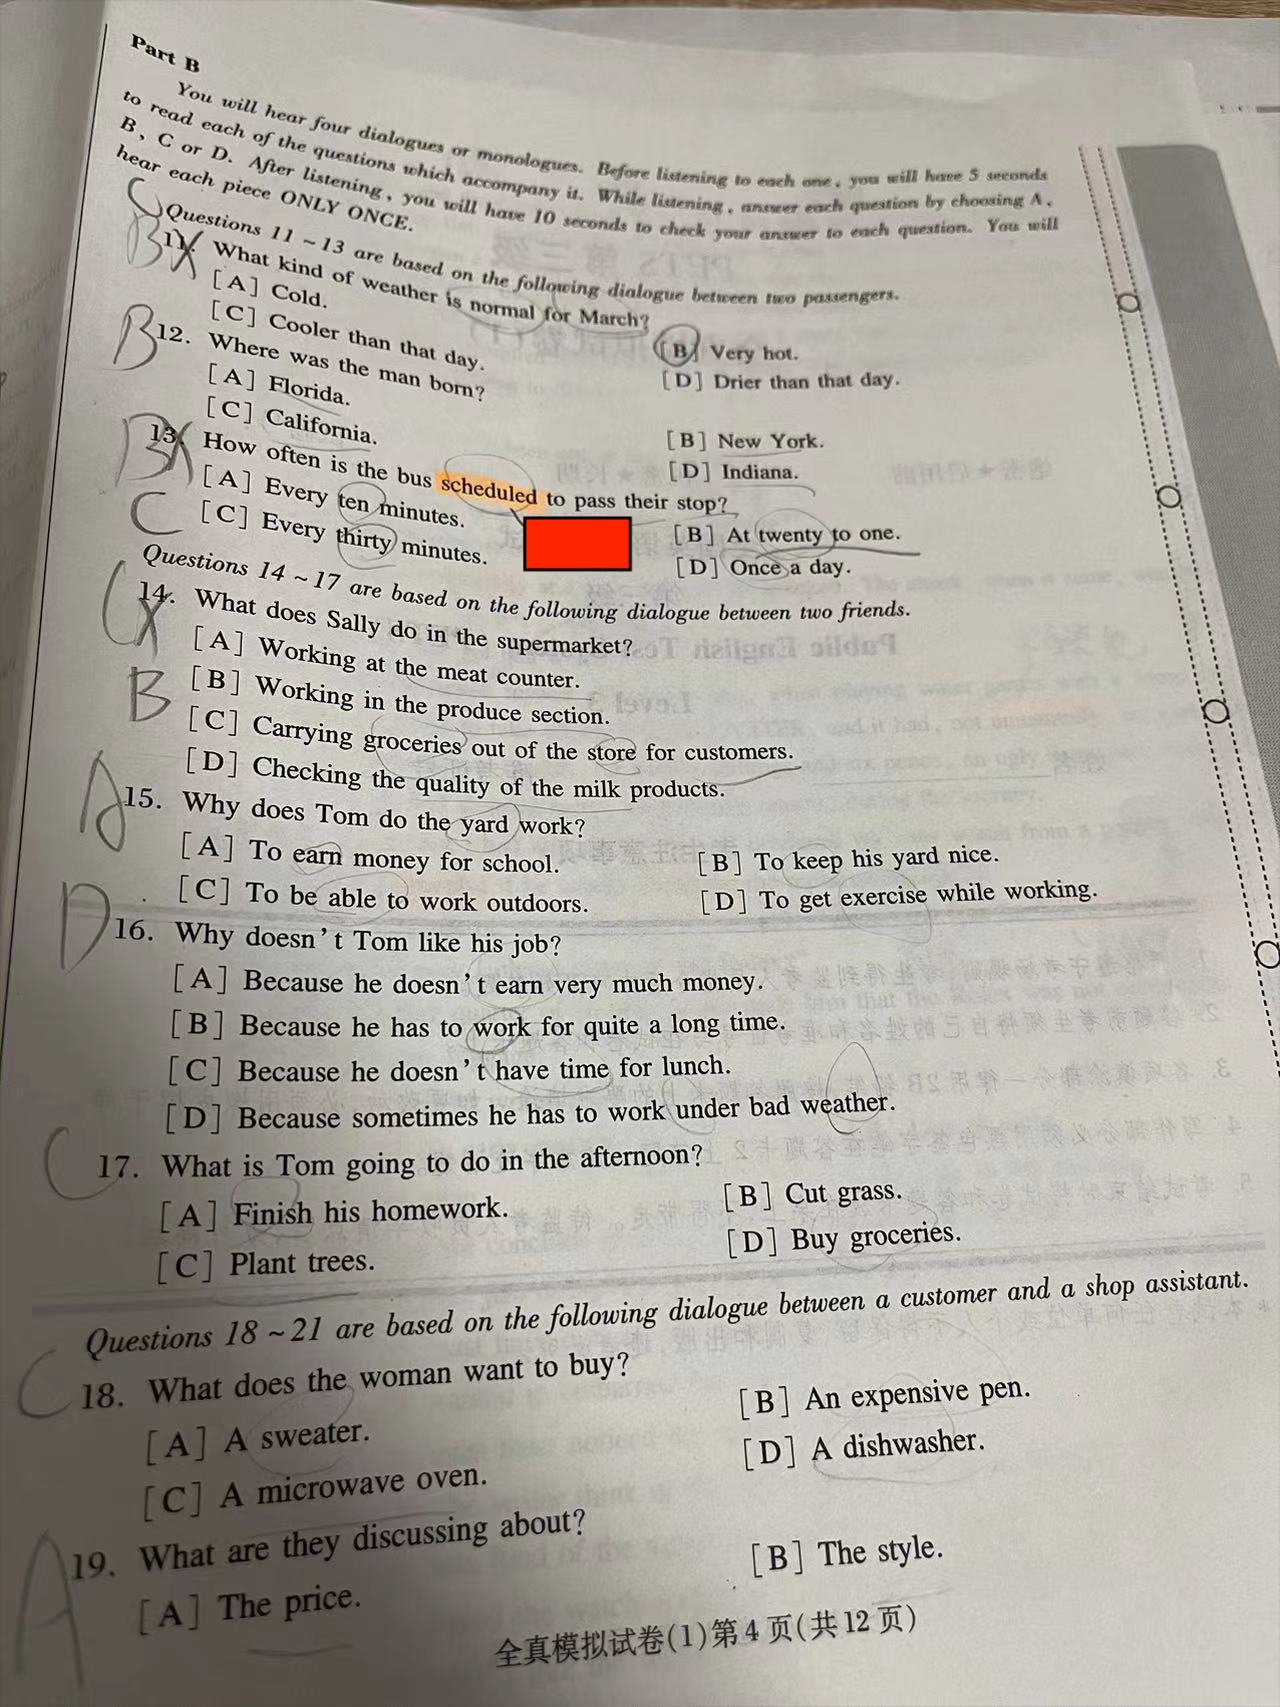 Part B
You will hear four dialogues or monologues. Before listening to each one, you will have 5 seconds
to read each of the questions which accompany it. While listening, answer each question by choosing A,
B, C or D. After listening, you will have 10 seconds to check your answer to each question. You will
hear each piece ONLY ONCE.
C
Questions 11 ~ 13 are based on the following dialogue between two passengers.
B 11. What kind of weather is normal for March?
[A] Cold. [B] Very hot.
[C] Cooler than that day. [D] Drier than that day.
B 12. Where was the man born?
[A] Florida. [B] New York.
[C] California. [D] Indiana.
B 13. How often is the bus scheduled to pass their stop?
[A] Every ten minutes. [B] At twenty to one.
C [C] Every thirty minutes. [D] Once a day.
Questions 14 ~ 17 are based on the following dialogue between two friends.
C 14. What does Sally do in the supermarket?
[A] Working at the meat counter.
B [B] Working in the produce section.
[C] Carrying groceries out of the store for customers.
[D] Checking the quality of the milk products.
A 15. Why does Tom do the yard work?
[A] To earn money for school. [B] To keep his yard nice.
[C] To be able to work outdoors. [D] To get exercise while working.
D 16. Why doesn't Tom like his job?
[A] Because he doesn't earn very much money.
[B] Because he has to work for quite a long time.
[C] Because he doesn't have time for lunch.
[D] Because sometimes he has to work under bad weather.
C 17. What is Tom going to do in the afternoon?
[A] Finish his homework. [B] Cut grass.
[C] Plant trees. [D] Buy groceries.
Questions 18 ~ 21 are based on the following dialogue between a customer and a shop assistant.
C 18. What does the woman want to buy?
[A] A sweater. [B] An expensive pen.
[C] A microwave oven. [D] A dishwasher.
A 19. What are they discussing about?
[A] The price. [B] The style.
全真模拟试卷(1)第4页(共12页)